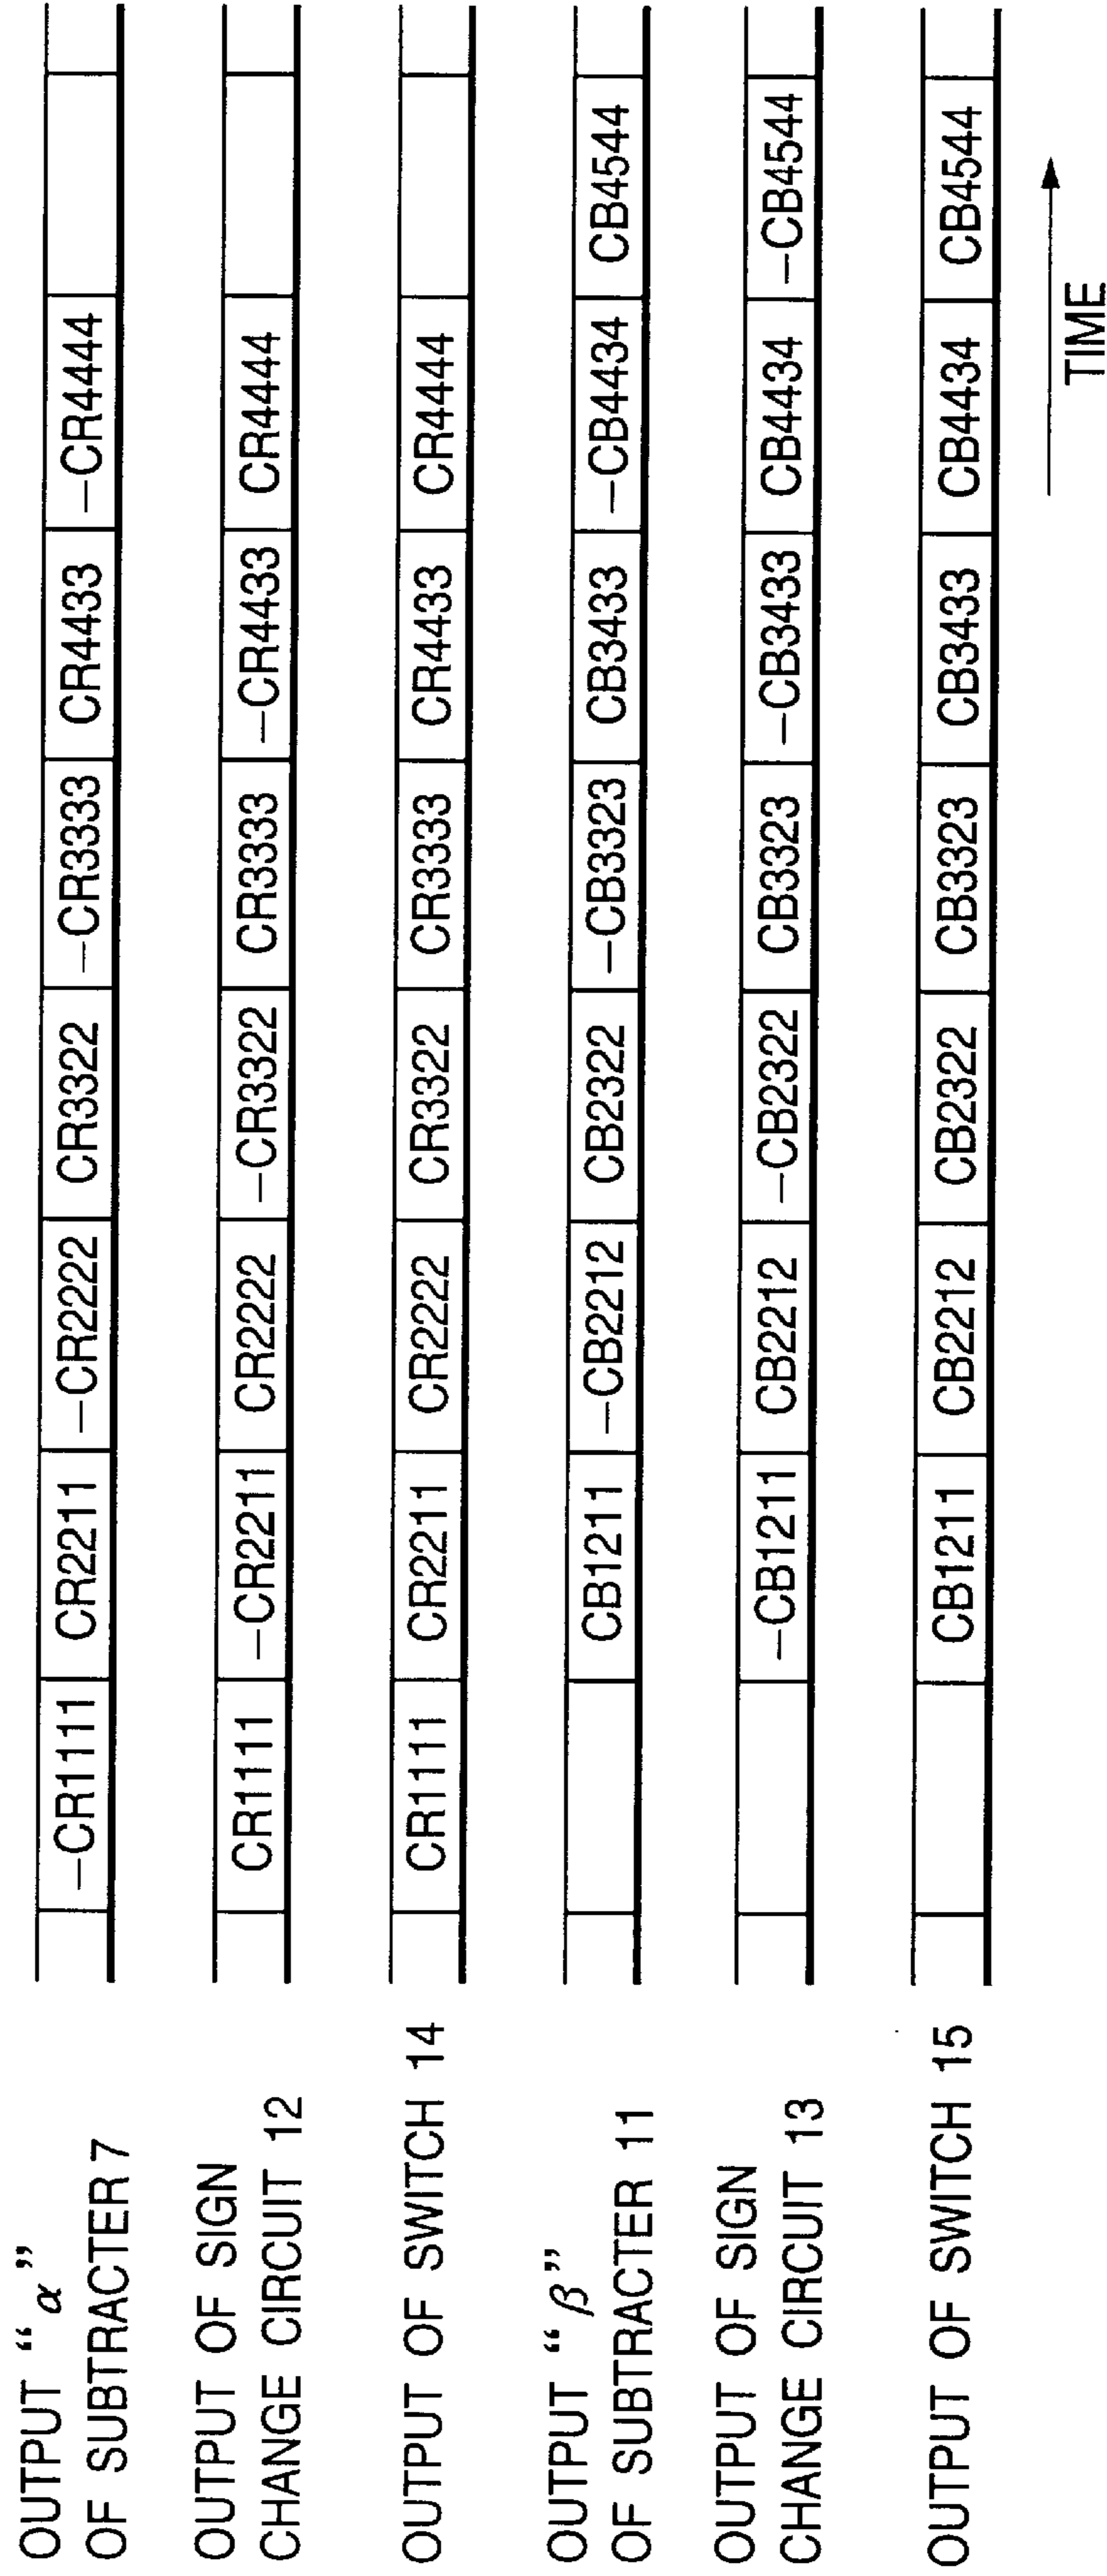 OUTPUT “ α ”
OF SUBTRACTER 7
−CR1111 CR2211 −CR2222 CR3322 −CR3333 CR4433 −CR4444
OUTPUT OF SIGN
CHANGE CIRCUIT 12
CR1111 −CR2211 CR2222 −CR3322 CR3333 −CR4433 CR4444
OUTPUT OF SWITCH 14
CR1111 CR2211 CR2222 CR3322 CR3333 CR4433 CR4444
OUTPUT “ β ”
OF SUBTRACTER 11
CB1211 −CB2212 CB2322 −CB3323 CB3433 −CB4434 CB4544
OUTPUT OF SIGN
CHANGE CIRCUIT 13
−CB1211 CB2212 −CB2322 CB3323 −CB3433 CB4434 −CB4544
OUTPUT OF SWITCH 15
CB1211 CB2212 CB2322 CB3323 CB3433 CB4434 CB4544
TIME